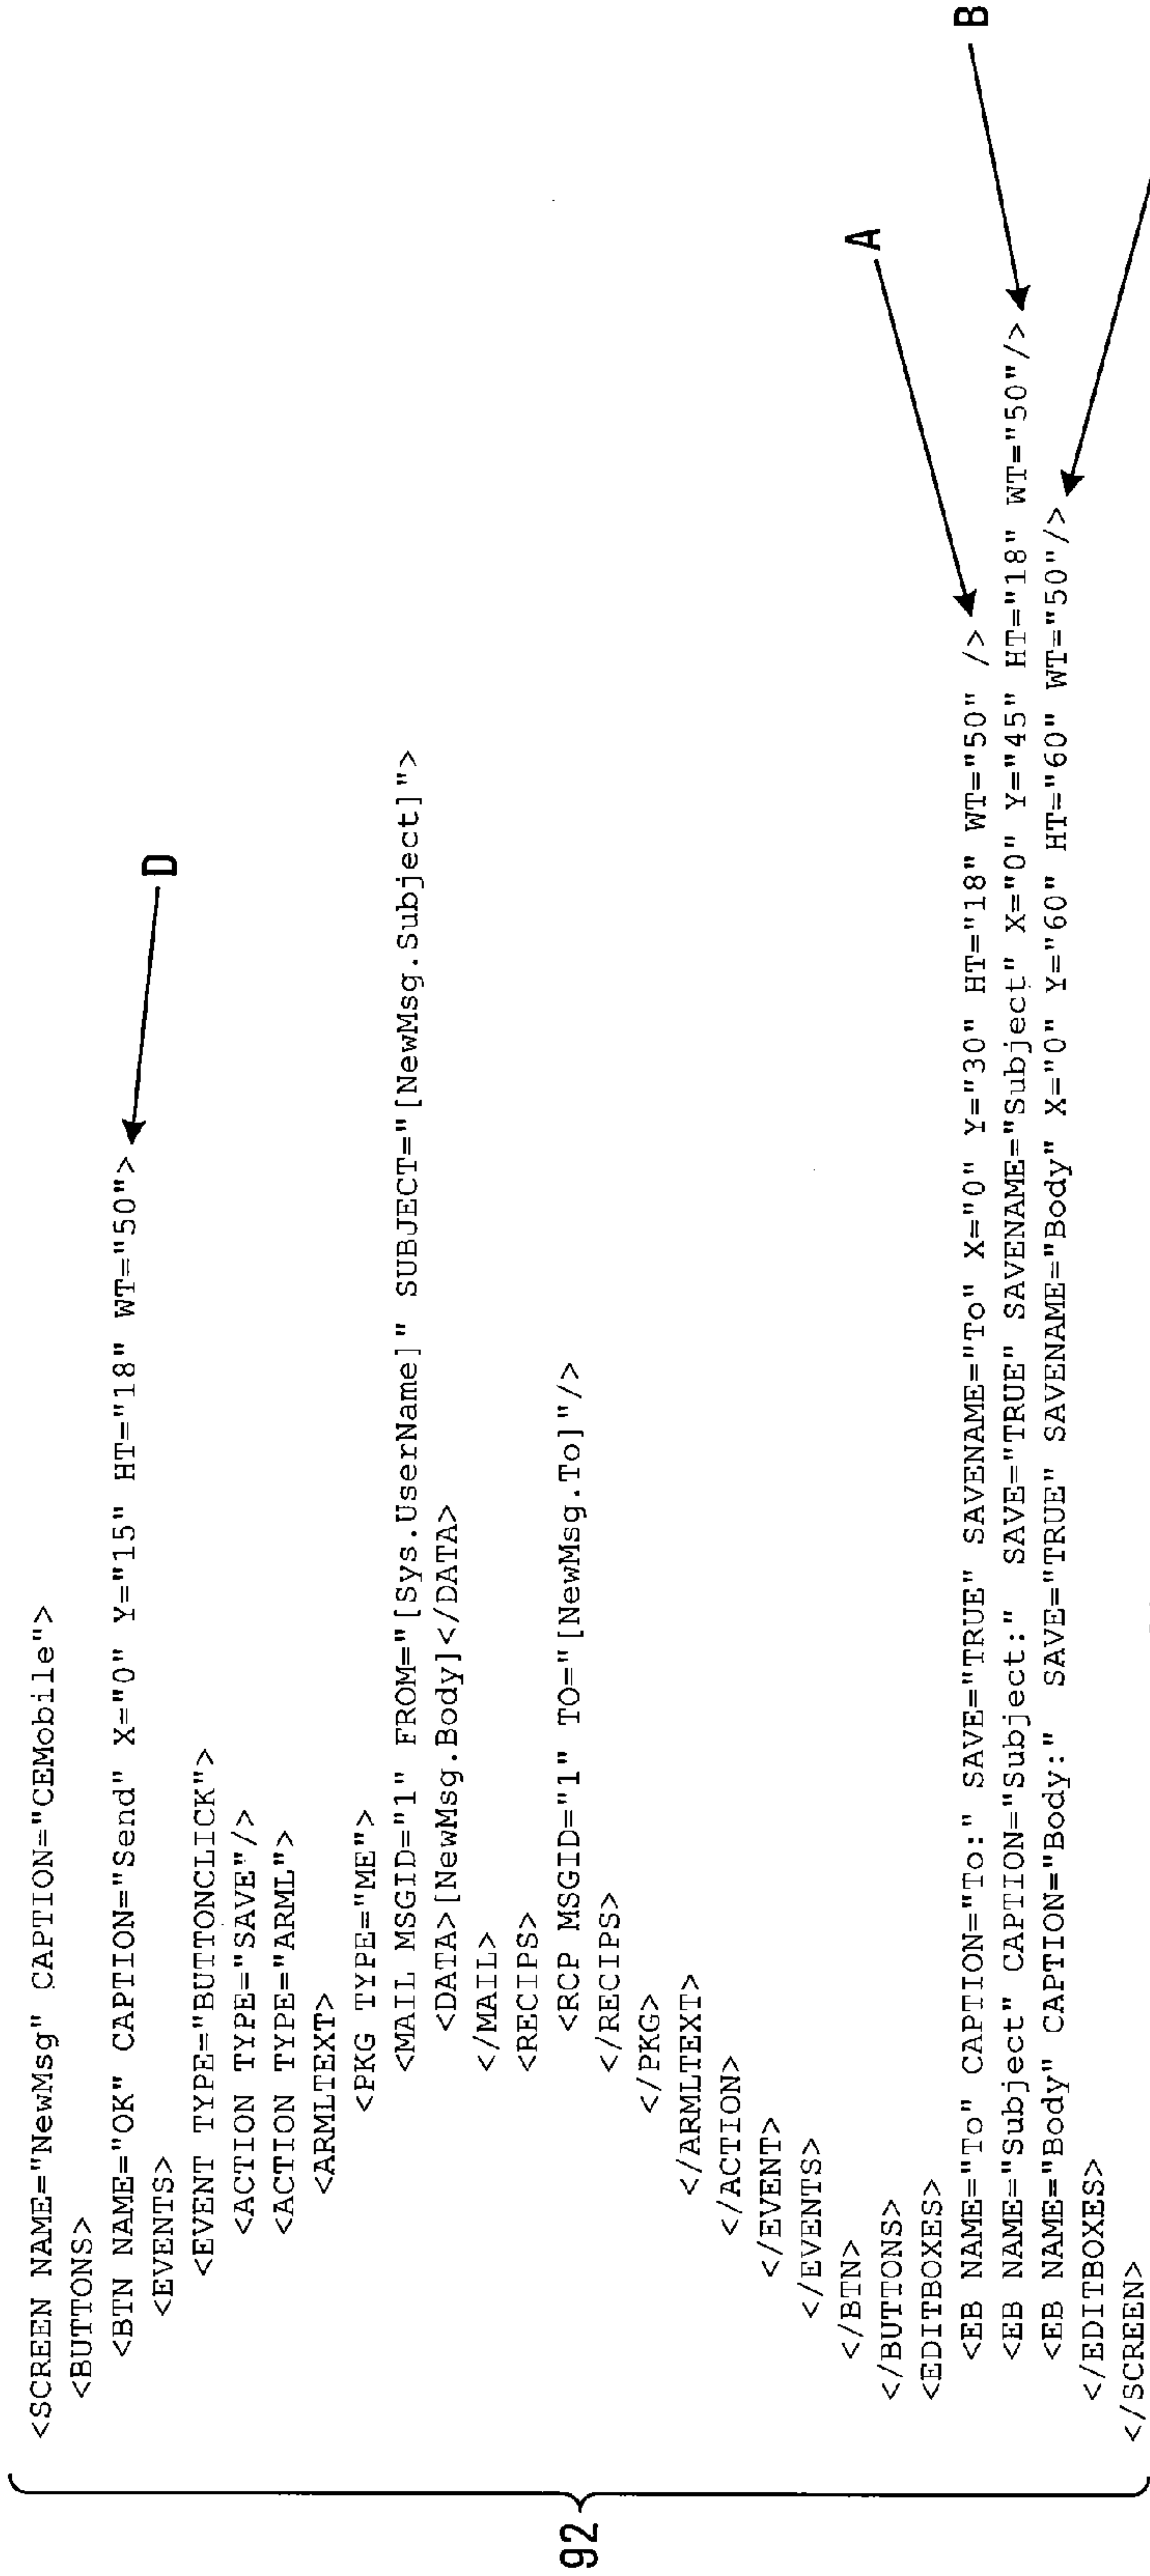 <SCREEN NAME="NewMsg" CAPTION="CEMobile">
<BUTTONS>
<BTN NAME="OK" CAPTION="Send" X="0" Y="15" HT="18" WT="50">
D
<EVENTS>
<EVENT TYPE="BUTTONCLICK">
<ACTION TYPE="SAVE"/>
<ACTION TYPE="ARML">
<ARMLTEXT>
<PKG TYPE="ME">
<MAIL MSGID="1" FROM="[Sys.UserName]" SUBJECT="[NewMsg.Subject]">
<DATA>[NewMsg.Body]</DATA>
</MAIL>
<RECIPS>
<RCP MSGID="1" TO="[NewMsg.To]"/>
</RECIPS>
</PKG>
</ARMLTEXT>
</ACTION>
</EVENT>
</EVENTS>
</BTN>
</BUTTONS>
<EDITBOXES>
<EB NAME="To" CAPTION="To:" SAVE="TRUE" SAVENAME="To" X="0" Y="30" HT="18" WT="50" />
A
<EB NAME="Subject" CAPTION="Subject:" SAVE="TRUE" SAVENAME="Subject" X="0" Y="45" HT="18" WT="50"/>
B
<EB NAME="Body" CAPTION="Body:" SAVE="TRUE" SAVENAME="Body" X="0" Y="60" HT="60" WT="50"/>
</EDITBOXES>
</SCREEN>
92